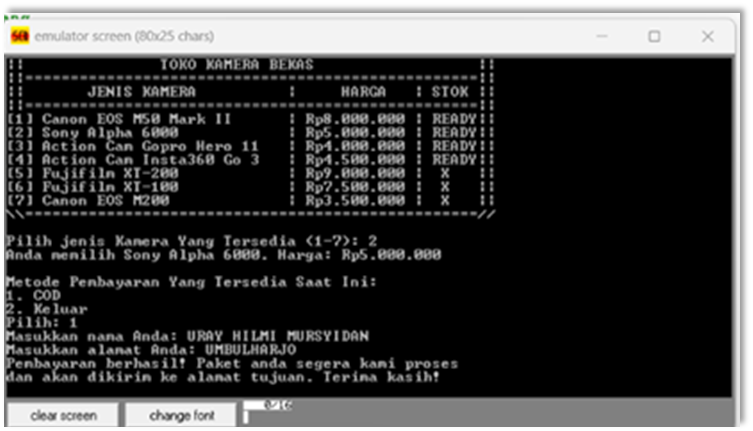 emulator screen (80x25 chars)
TOKO KAMERA BEKAS
JENIS KAMERA | HARGA | STOK
[1] Canon EOS M50 Mark II | Rp8.000.000 | READY
[2] Sony Alpha 6000 | Rp5.000.000 | READY
[3] Action Cam Gopro Hero 11 | Rp4.000.000 | READY
[4] Action Cam Insta360 Go 3 | Rp4.500.000 | READY
[5] Fujifilm XT-200 | Rp9.000.000 | X
[6] Fujifilm XT-100 | Rp7.500.000 | X
[7] Canon EOS M200 | Rp3.500.000 | X
Pilih jenis Kamera Yang Tersedia (1-7): 2
Anda memilih Sony Alpha 6000. Harga: Rp5.000.000
Metode Pembayaran Yang Tersedia Saat Ini:
1. COD
2. Keluar
Pilih: 1
Masukkan nama Anda: URAY HILMI MURSYIDAN
Masukkan alamat Anda: UMBULHARJO
Pembayaran berhasil! Paket anda segera kami proses
dan akan dikirim ke alamat tujuan. Terima kasih!
clear screen
change font
0/16